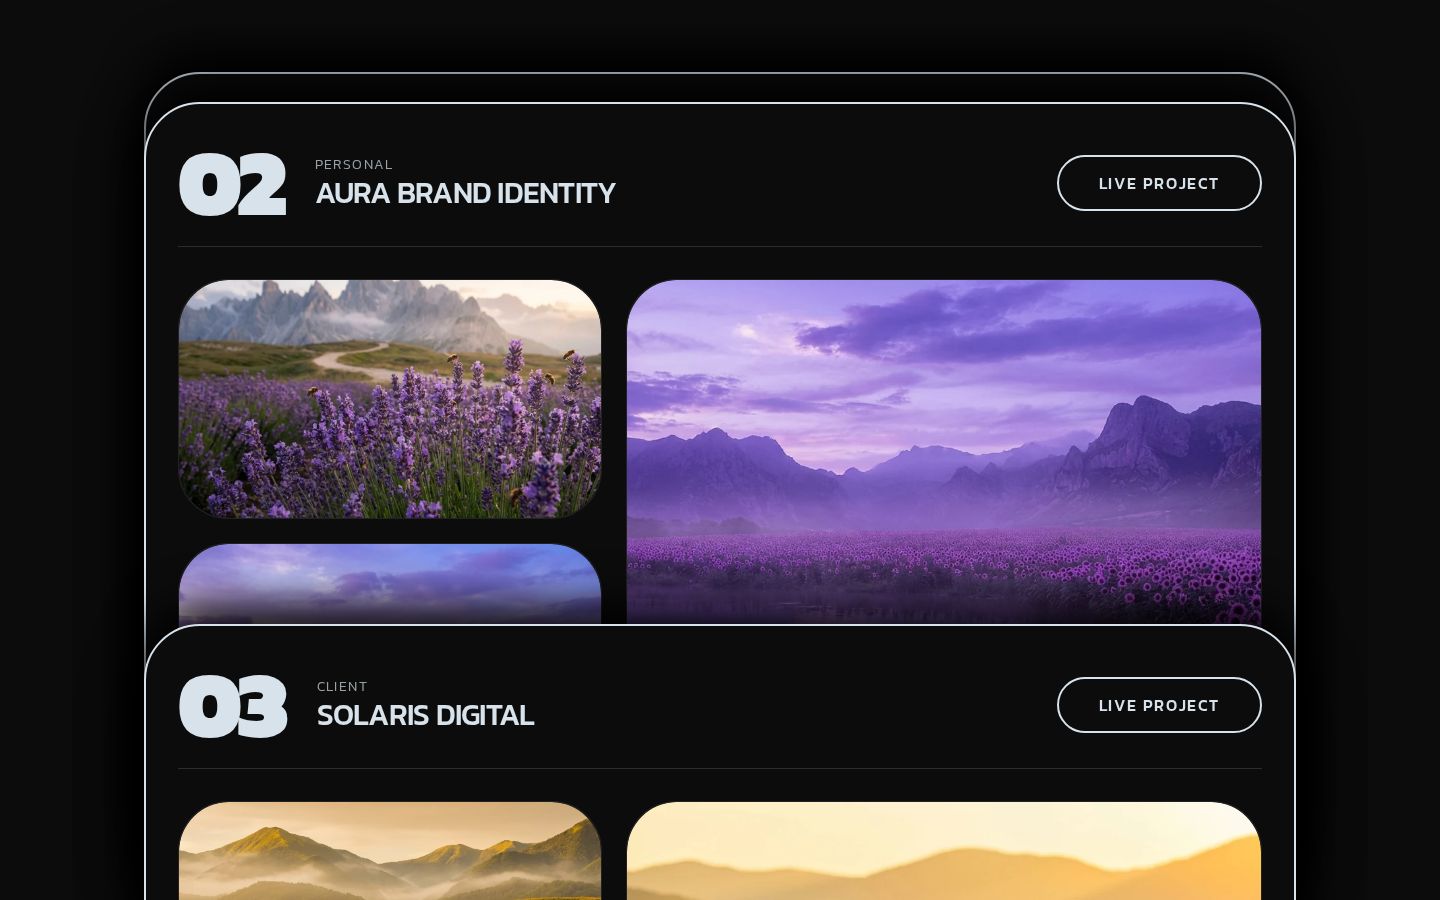 02
PERSONAL
AURA BRAND IDENTITY
LIVE PROJECT
03
CLIENT
SOLARIS DIGITAL
LIVE PROJECT